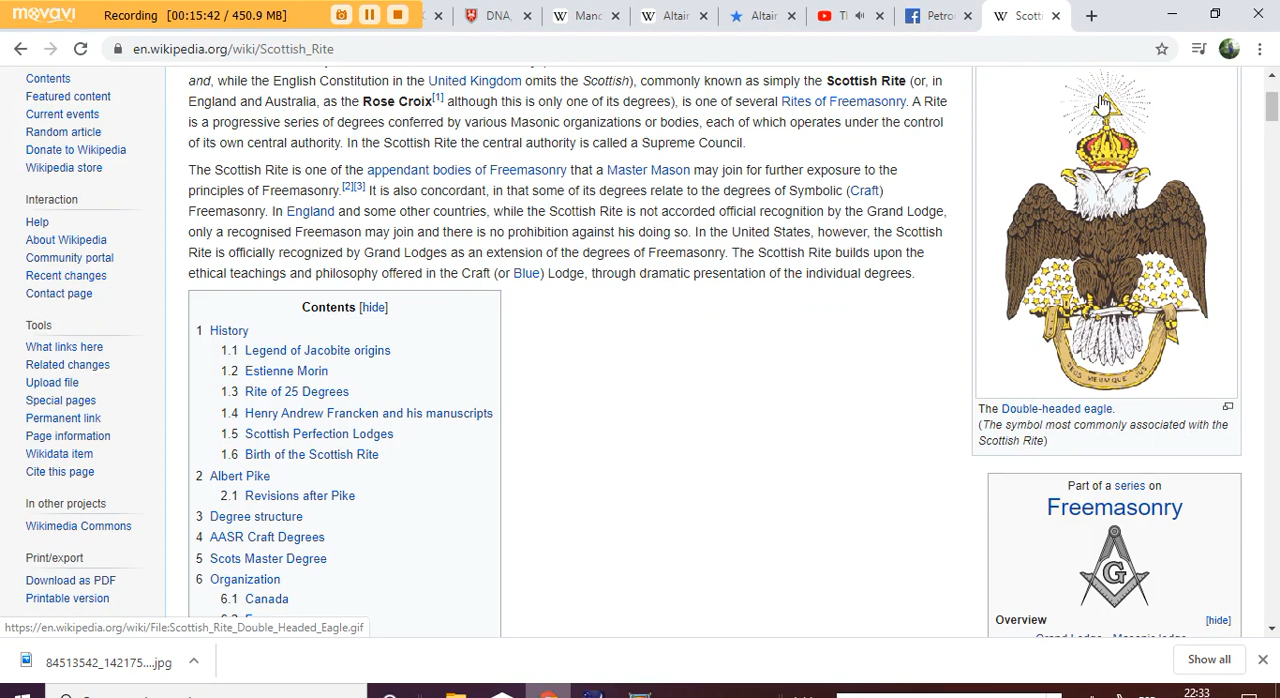 movavi Recording (00:15:42 / 450.9 MB)
DNA,
Altair
Altair
Petro
Scotti
en.wikipedia.org/wiki/Scottish_Rite
Contents
Featured content
Current events
Random article
Donate to Wikipedia
Wikipedia store
Interaction
Help
About Wikipedia
Community portal
Recent changes
Contact page
Tools
What links here
Related changes
Upload file
Special pages
Permanent link
Page information
Wikidata item
Cite this page
In other projects
Wikimedia Commons
Print/export
Download as PDF
Printable version
and, while the English Constitution in the United Kingdom omits the Scottish), commonly known as simply the Scottish Rite (or, in
England and Australia, as the Rose Croix[1] although this is only one of its degrees), is one of several Rites of Freemasonry. A Rite
is a progressive series of degrees conferred by various Masonic organizations or bodies, each of which operates under the control
of its own central authority. In the Scottish Rite the central authority is called a Supreme Council.
The Scottish Rite is one of the appendant bodies of Freemasonry that a Master Mason may join for further exposure to the
principles of Freemasonry.[2][3] It is also concordant, in that some of its degrees relate to the degrees of Symbolic (Craft)
Freemasonry. In England and some other countries, while the Scottish Rite is not accorded official recognition by the Grand Lodge,
only a recognised Freemason may join and there is no prohibition against his doing so. In the United States, however, the Scottish
Rite is officially recognized by Grand Lodges as an extension of the degrees of Freemasonry. The Scottish Rite builds upon the
ethical teachings and philosophy offered in the Craft (or Blue) Lodge, through dramatic presentation of the individual degrees.
Contents [hide]
1 History
1.1 Legend of Jacobite origins
1.2 Estienne Morin
1.3 Rite of 25 Degrees
1.4 Henry Andrew Francken and his manuscripts
1.5 Scottish Perfection Lodges
1.6 Birth of the Scottish Rite
2 Albert Pike
2.1 Revisions after Pike
3 Degree structure
4 AASR Craft Degrees
5 Scots Master Degree
6 Organization
6.1 Canada
DEUS MEUMQUE JUS
The Double-headed eagle.
(The symbol most commonly associated with the
Scottish Rite)
Part of a series on
Freemasonry
G
Overview [hide]
Grand Lodge · Masonic lodge
https://en.wikipedia.org/wiki/File:Scottish_Rite_Double_Headed_Eagle.gif
84513542_142175....jpg
Show all
22:33